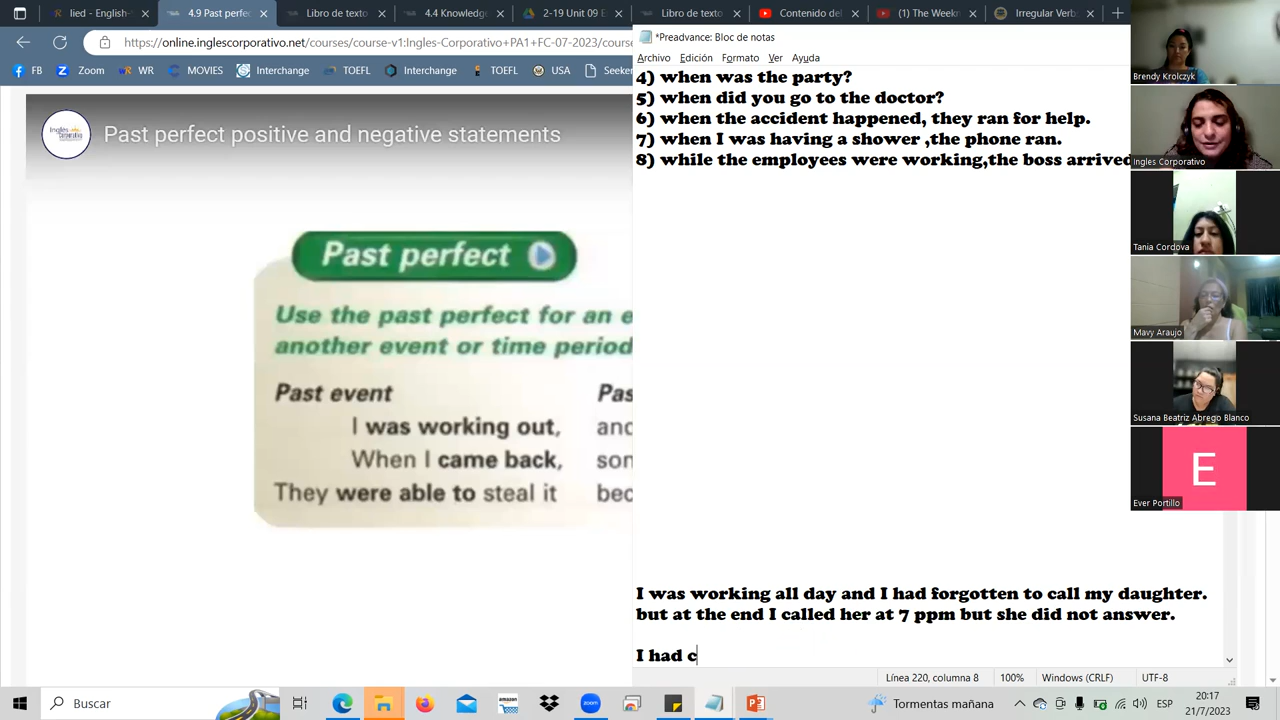 Lied
4.9 Past perfec
Libro de texto
4.4 Knowledge
2-19 Unit 09 E
Libro de texto
Contenido del
(1) The Weekn
Irregular Verb
https://online.inglescorporativo.net/courses/course-v1:Ingles-Corporativo+PA1+FC-07-2023/cours
WR
MOVIES
Interchange
TOEFL
Interchange
TEFL
USA
Seeker
Past perfect positive and negative statements
Past perfect
Use the past perfect for an e
another event or time period
Past event
Pas
I was working out,
and
When I came back,
son
They were able to steal it
bec
*Preadvance: Bloc de notas
Archivo Edición Formato Ver Ayuda
4) when was the party?
5) when did you go to the doctor?
6) when the accident happened, they ran for help.
7) when I was having a shower ,the phone ran.
8) while the employees were working,the boss arrived
I was working all day and I had forgotten to call my daughter.
but at the end I called her at 7 ppm but she did not answer.
I had c
Línea 220, columna 8
100%
Windows (CRLF)
UTF-8
Brendy Krolczyk
Ingles Corporativo
Tania Cordova
Mavy Araujo
Susana Beatriz Abrego Blanco
E
Ever Portillo
Buscar
amazon
zoom
Tormentas mañana
ESP
20:17
21/7/2023